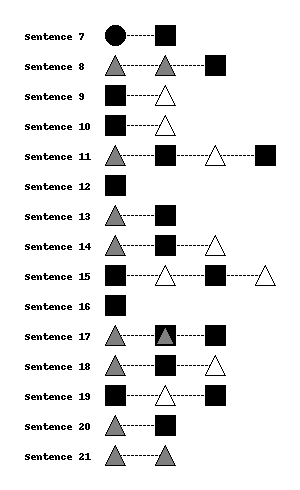 Sentence 7
Sentence 8
Sentence 9
Sentence 10
Sentence 11
Sentence 12
Sentence 13
Sentence 14
Sentence 15
Sentence 16
Sentence 17
Sentence 18
Sentence 19
Sentence 20
Sentence 21